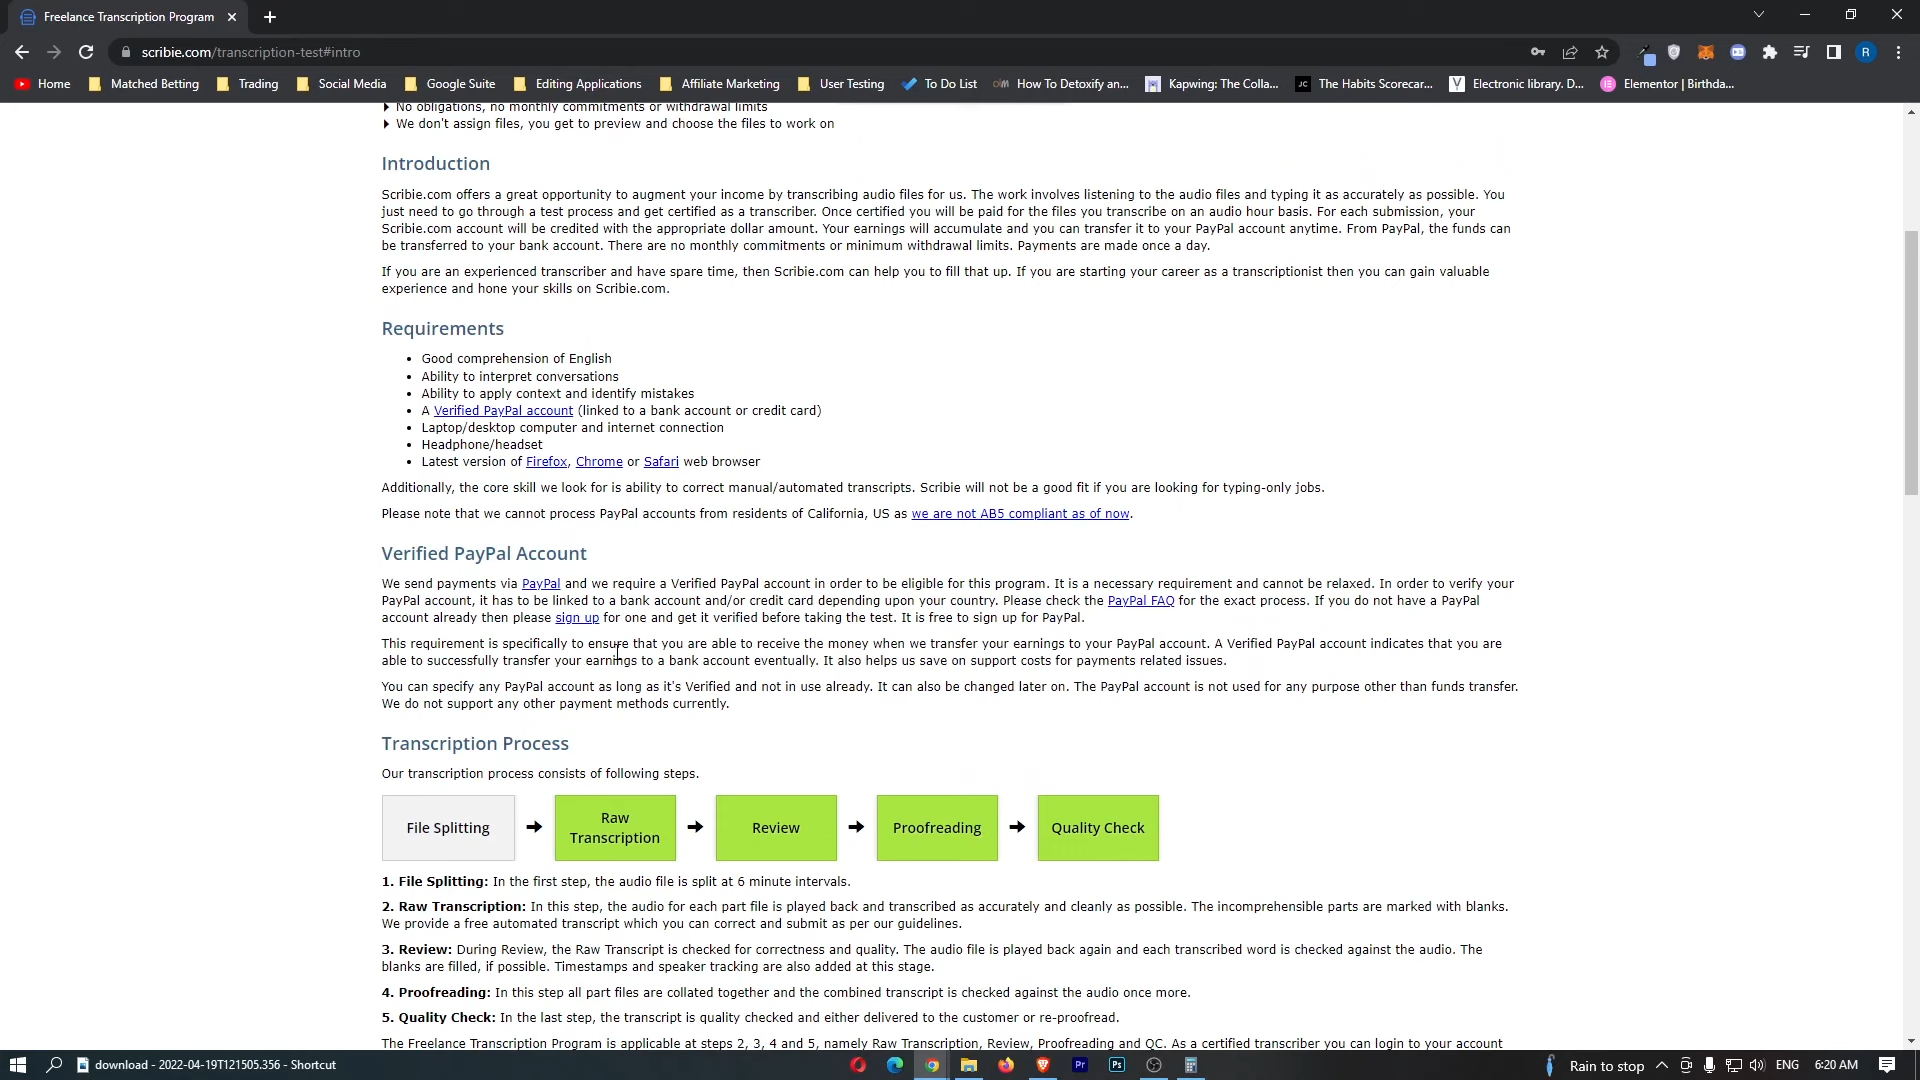 Freelance Transcription Program
scribie.com/transcription-test#intro
Home Matched Betting Trading Social Media Google Suite Editing Applications Affiliate Marketing User Testing To Do List How To Detoxify an... Kapwing: The Colla... JC The Habits Scorecar... Electronic library. D... Elementor | Birthda...
No obligations, no monthly commitments or withdrawal limits
We don't assign files, you get to preview and choose the files to work on
Introduction
Scribie.com offers a great opportunity to augment your income by transcribing audio files for us. The work involves listening to the audio files and typing it as accurately as possible. You
just need to go through a test process and get certified as a transcriber. Once certified you will be paid for the files you transcribe on an audio hour basis. For each submission, your
Scribie.com account will be credited with the appropriate dollar amount. Your earnings will accumulate and you can transfer it to your PayPal account anytime. From PayPal, the funds can
be transferred to your bank account. There are no monthly commitments or minimum withdrawal limits. Payments are made once a day.
If you are an experienced transcriber and have spare time, then Scribie.com can help you to fill that up. If you are starting your career as a transcriptionist then you can gain valuable
experience and hone your skills on Scribie.com.
Requirements
• Good comprehension of English
• Ability to interpret conversations
• Ability to apply context and identify mistakes
• A Verified PayPal account (linked to a bank account or credit card)
• Laptop/desktop computer and internet connection
• Headphone/headset
• Latest version of Firefox, Chrome or Safari web browser
Additionally, the core skill we look for is ability to correct manual/automated transcripts. Scribie will not be a good fit if you are looking for typing-only jobs.
Please note that we cannot process PayPal accounts from residents of California, US as we are not AB5 compliant as of now.
Verified PayPal Account
We send payments via PayPal and we require a Verified PayPal account in order to be eligible for this program. It is a necessary requirement and cannot be relaxed. In order to verify your
PayPal account, it has to be linked to a bank account and/or credit card depending upon your country. Please check the PayPal FAQ for the exact process. If you do not have a PayPal
account already then please sign up for one and get it verified before taking the test. It is free to sign up for PayPal.
This requirement is specifically to ensure that you are able to receive the money when we transfer your earnings to your PayPal account. A Verified PayPal account indicates that you are
able to successfully transfer your earnings to a bank account eventually. It also helps us save on support costs for payments related issues.
You can specify any PayPal account as long as it's Verified and not in use already. It can also be changed later on. The PayPal account is not used for any purpose other than funds transfer.
We do not support any other payment methods currently.
Transcription Process
Our transcription process consists of following steps.
File Splitting Raw Transcription Review Proofreading Quality Check
1. File Splitting: In the first step, the audio file is split at 6 minute intervals.
2. Raw Transcription: In this step, the audio for each part file is played back and transcribed as accurately and cleanly as possible. The incomprehensible parts are marked with blanks.
We provide a free automated transcript which you can correct and submit as per our guidelines.
3. Review: During Review, the Raw Transcript is checked for correctness and quality. The audio file is played back again and each transcribed word is checked against the audio. The
blanks are filled, if possible. Timestamps and speaker tracking are also added at this stage.
4. Proofreading: In this step all part files are collated together and the combined transcript is checked against the audio once more.
5. Quality Check: In the last step, the transcript is quality checked and either delivered to the customer or re-proofread.
The Freelance Transcription Program is applicable at steps 2, 3, 4 and 5, namely Raw Transcription, Review, Proofreading and QC. As a certified transcriber you can login to your account
download - 2022-04-19T121505.356 - Shortcut Pr Ps Rain to stop ENG 6:20 AM